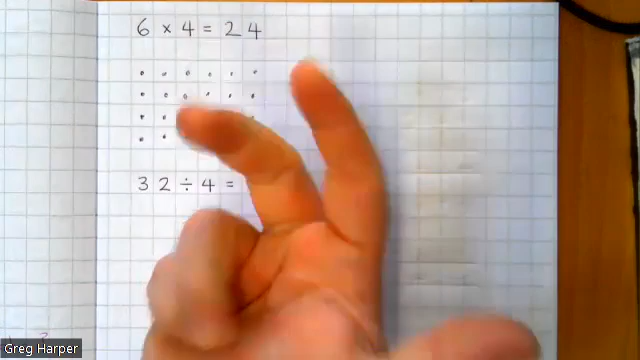 6 × 4 = 24
32 ÷ 4 =
Greg Harper